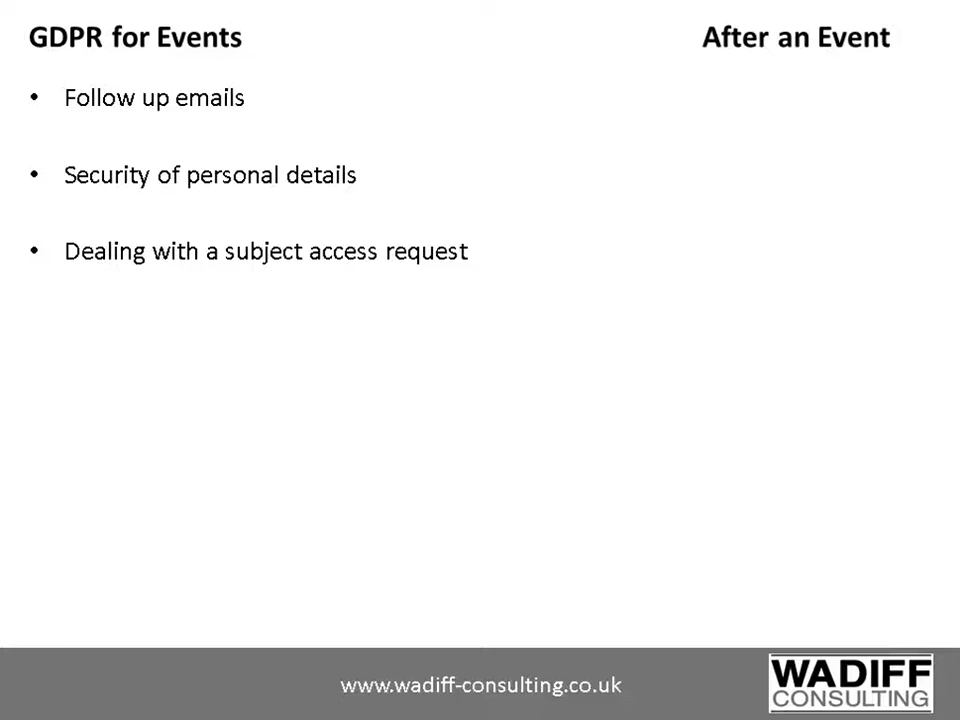 GDPR for Events
After an Event
• Follow up emails
• Security of personal details
• Dealing with a subject access request
www.wadiff-consulting.co.uk
WADIFF
CONSULTING